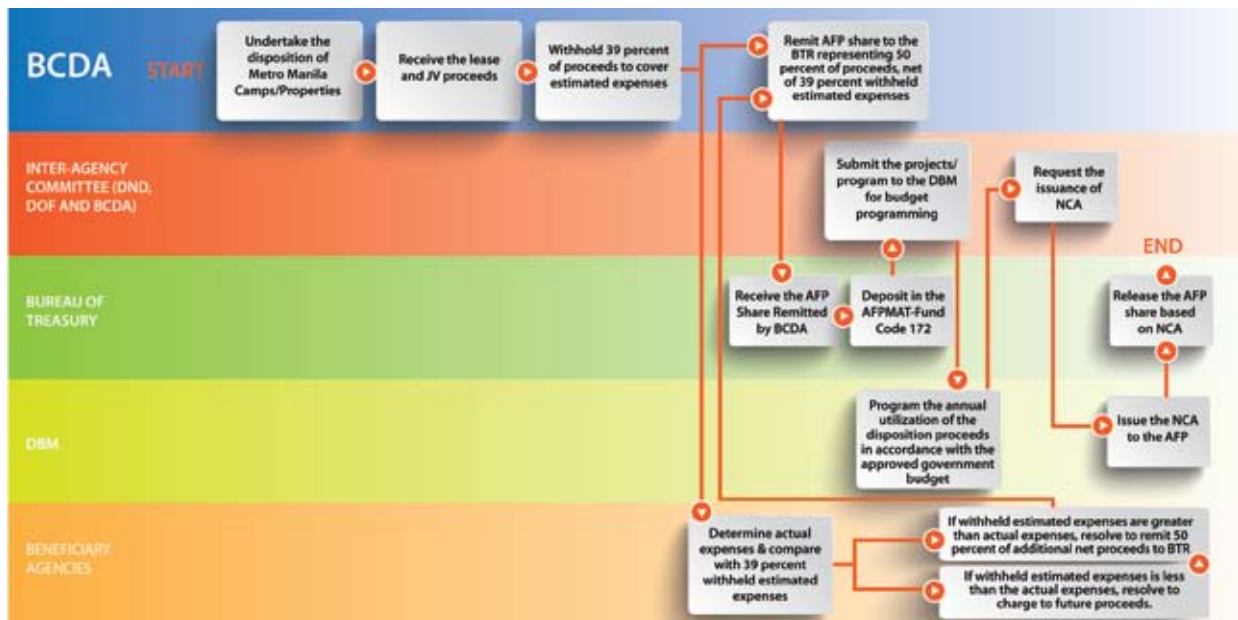 BCDA
START
Undertake the
disposition of
Metro Manila
Camps/Properties
Receive the lease
and JV proceeds
Withhold 39 percent
of proceeds to cover
estimated expenses
Remit AFP share to the
BTR representing 50
percent of proceeds, net
of 39 percent withheld
estimated expenses
INTER-AGENCY
COMMITTEE (DND,
DOF AND BCDA)
Submit the projects/
program to the DBM
for budget
programming
Request the
issuance of
NCA
END
BUREAU OF
TREASURY
Receive the AFP
Share Remitted
by BCDA
Deposit in the
AFPMAT-Fund
Code 172
Release the AFP
share based
on NCA
DBM
Program the annual
utilization of the
disposition proceeds
in accordance with the
approved government
budget
Issue the NCA
to the AFP
BENEFICIARY
AGENCIES
Determine actual
expenses & compare
with 39 percent
withheld estimated
expenses
If withheld estimated expenses are greater
than actual expenses, resolve to remit 50
percent of additional net proceeds to BTR
If withheld estimated expenses is less
than the actual expenses, resolve to
charge to future proceeds.